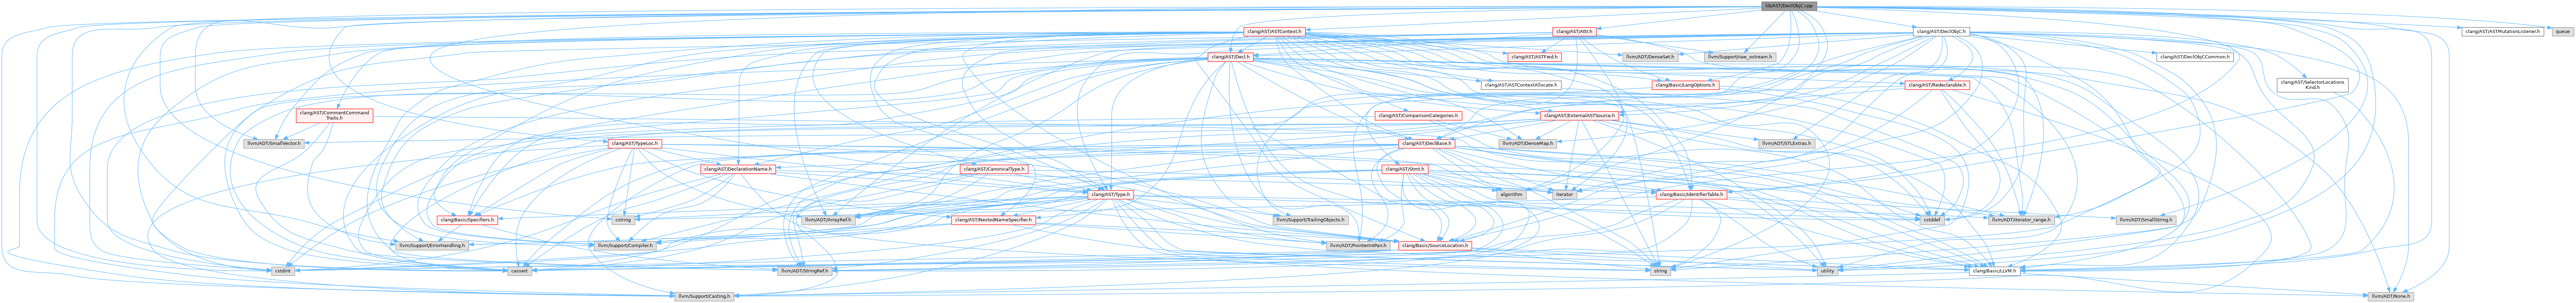 lib/AST/DeclObjC.cpp
clang/AST/ASTContext.h
clang/AST/Attr.h
clang/AST/DeclObjC.h
clang/AST/ASTMutationListener.h
queue
clang/AST/Decl.h
clang/AST/ASTFwd.h
llvm/ADT/DenseSet.h
llvm/Support/raw_ostream.h
clang/AST/DeclObjCCommon.h
clang/AST/ASTContextAllocate.h
clang/Basic/LangOptions.h
clang/AST/Redeclarable.h
clang/AST/SelectorLocations
Kind.h
clang/AST/CommentCommand
Traits.h
clang/AST/ComparisonCategories.h
clang/AST/ExternalASTSource.h
llvm/ADT/SmallVector.h
clang/AST/TypeLoc.h
clang/AST/DeclBase.h
llvm/ADT/DenseMap.h
llvm/ADT/STLExtras.h
clang/AST/DeclarationName.h
clang/AST/CanonicalType.h
clang/AST/Stmt.h
clang/AST/Type.h
algorithm
iterator
clang/Basic/IdentifierTable.h
clang/Basic/Specifiers.h
cstring
llvm/ADT/ArrayRef.h
clang/AST/NestedNameSpecifier.h
llvm/Support/TrailingObjects.h
cstddef
llvm/ADT/iterator_range.h
llvm/ADT/SmallString.h
llvm/Support/ErrorHandling.h
llvm/Support/Compiler.h
llvm/ADT/PointerIntPair.h
clang/Basic/SourceLocation.h
cstdint
cassert
llvm/ADT/StringRef.h
string
utility
clang/Basic/LLVM.h
llvm/Support/Casting.h
llvm/ADT/None.h